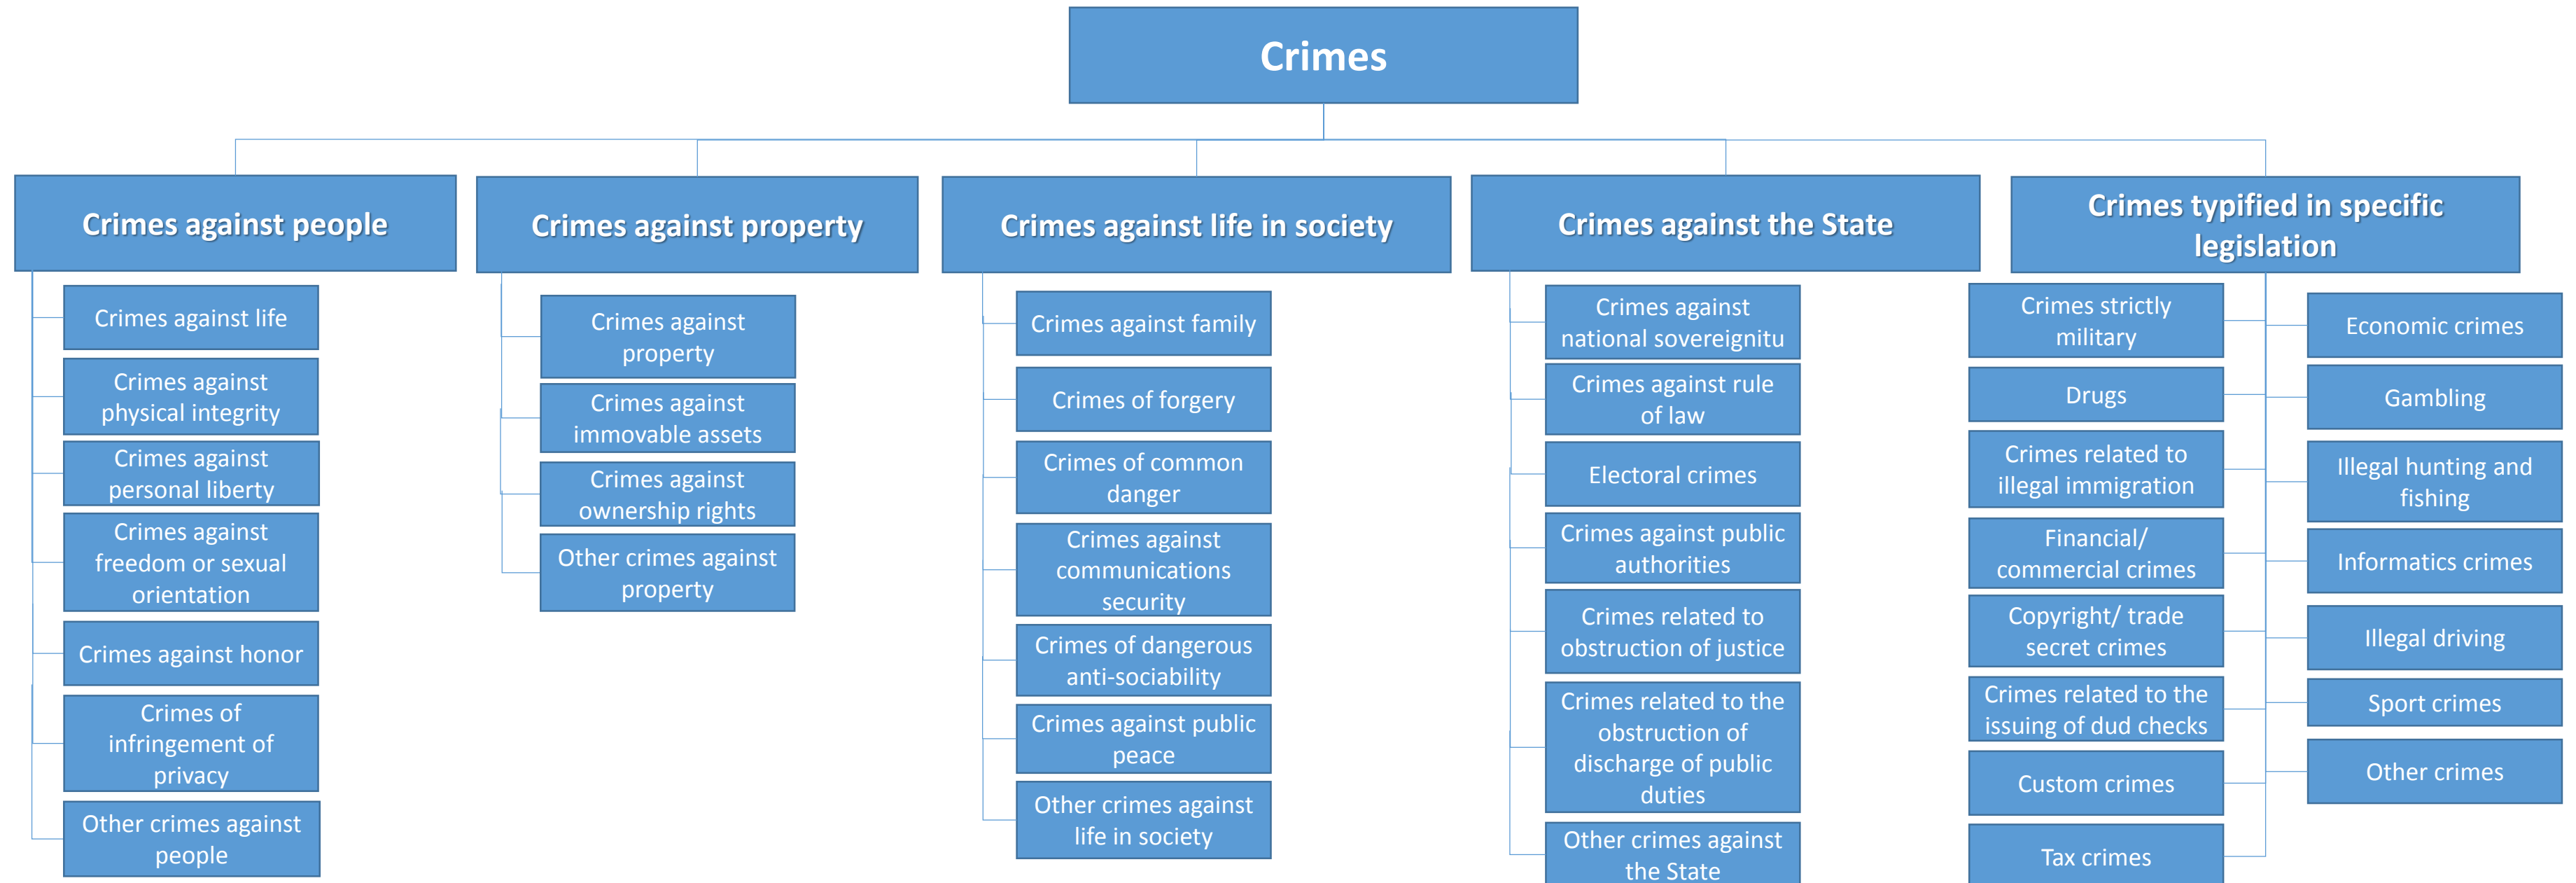 Crimes
Crimes against people
Crimes against life
Crimes against
physical integrity
Crimes against
personal liberty
Crimes against
freedom or sexual
orientation
Crimes against honor
Crimes of
infringement of
privacy
Other crimes against
people
Crimes against property
Crimes against
property
Crimes against
immovable assets
Crimes against
ownership rights
Other crimes against
property
Crimes against life in society
Crimes against family
Crimes of forgery
Crimes of common
danger
Crimes against
communications
security
Crimes of dangerous
anti-sociability
Crimes against public
peace
Other crimes against
life in society
Crimes against the State
Crimes against
national sovereignitu
Crimes against rule
of law
Electoral crimes
Crimes against public
authorities
Crimes related to
obstruction of justice
Crimes related to the
obstruction of
discharge of public
duties
Other crimes against
the State
Crimes typified in specific
legislation
Crimes strictly
military
Drugs
Crimes related to
illegal immigration
Financial/
commercial crimes
Copyright/ trade
secret crimes
Crimes related to the
issuing of dud checks
Custom crimes
Tax crimes
Economic crimes
Gambling
Illegal hunting and
fishing
Informatics crimes
Illegal driving
Sport crimes
Other crimes